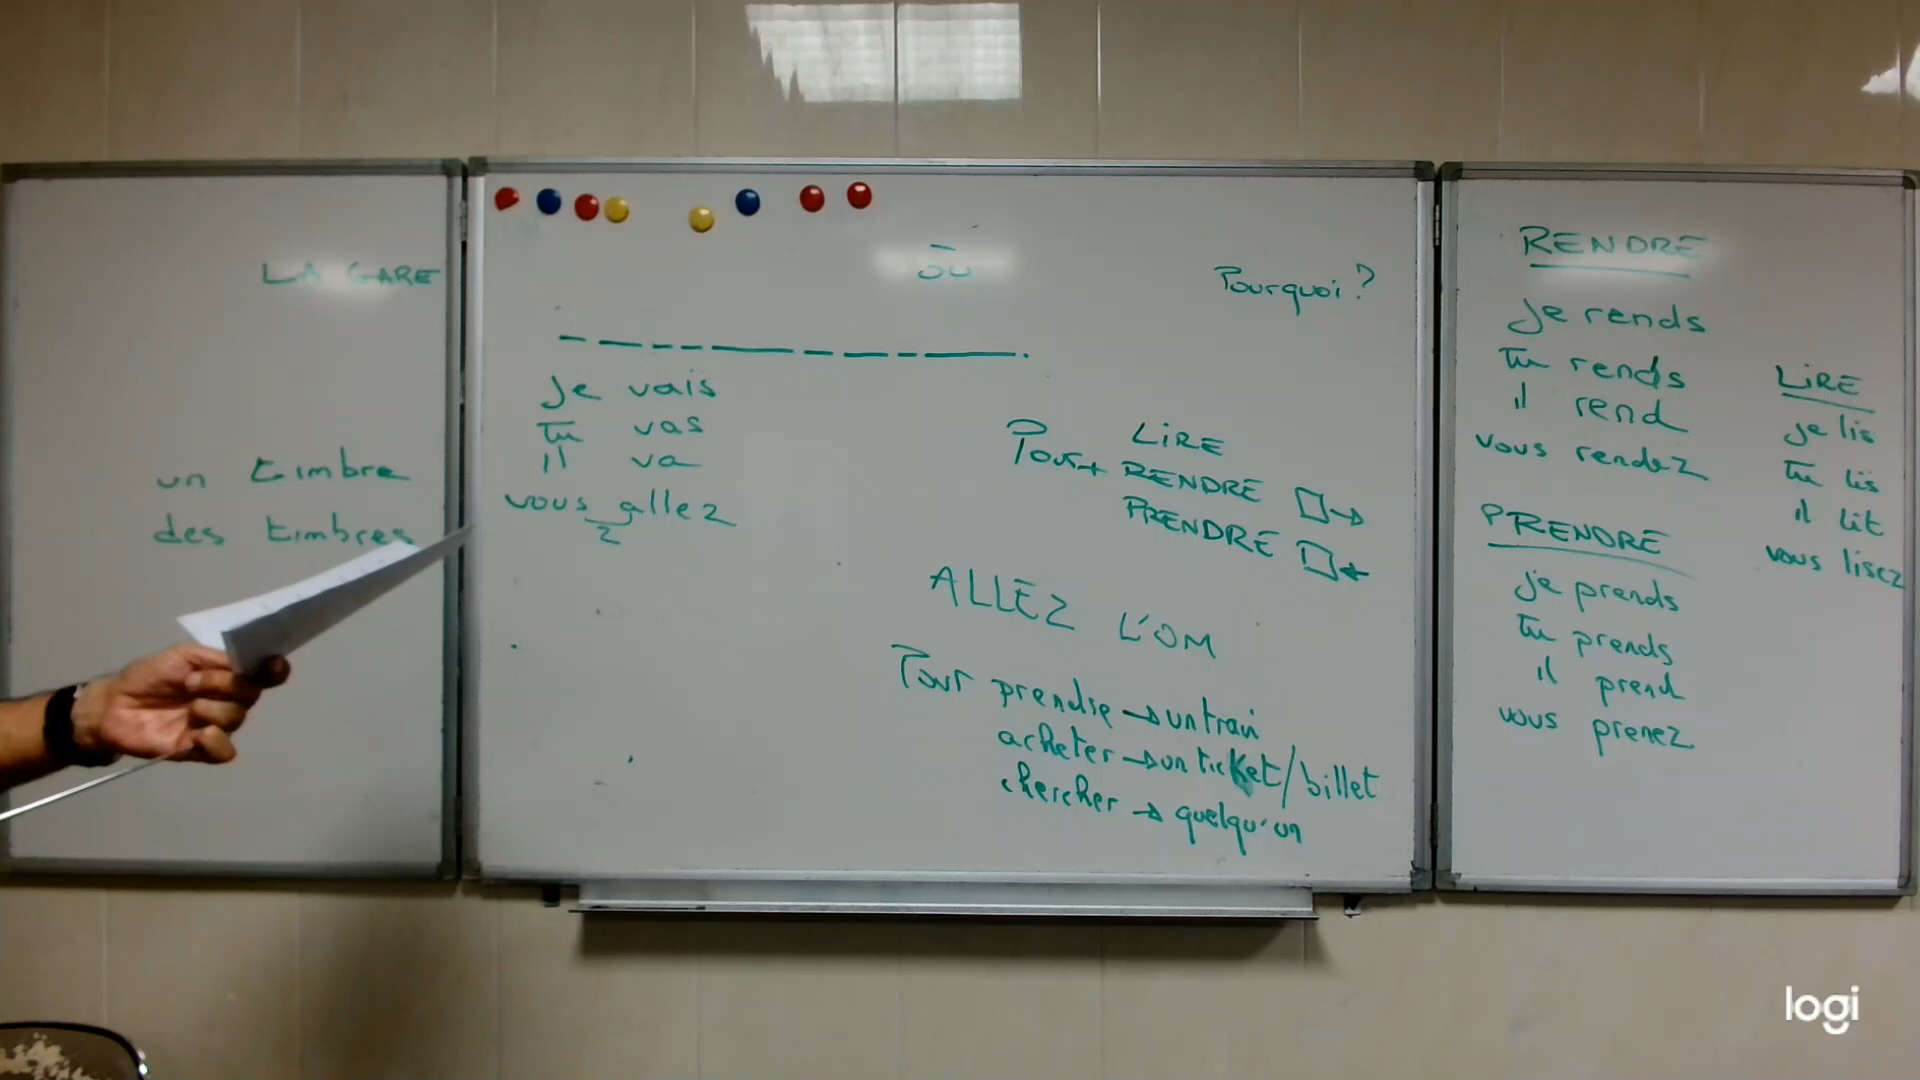 LA GARE
un timbre
des timbres
où
Pourquoi ?
je vais
tu vas
il va
vous allez
z
LIRE
Pour + RENDRE
PRENDRE
ALLEZ L'OM
Pour prendre → un train
acheter → un ticket / billet
chercher → quelqu'un
RENDRE
je rends
tu rends
il rend
vous rendez
PRENDRE
je prends
tu prends
il prend
vous prenez
LIRE
je lis
tu lis
il lit
vous lisez
logi